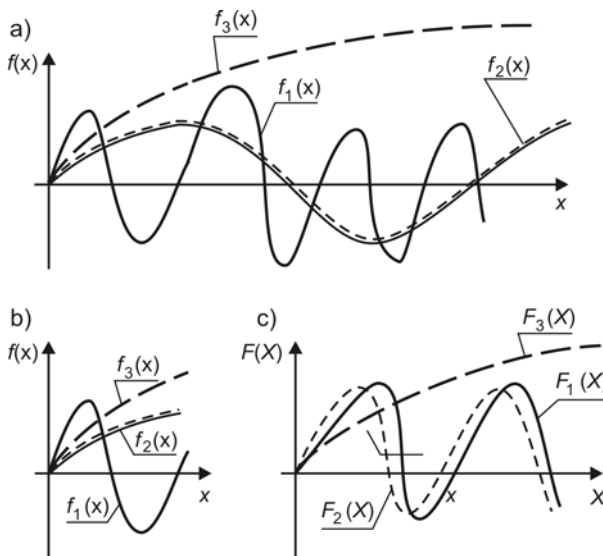 a)
f(x)
f₃(x)
f₁(x)
f₂(x)
x
b)
f(x)
f₃(x)
f₂(x)
f₁(x)
x
c)
F(X)
F₃(X)
F₁(X)
F₂(X)
x
X